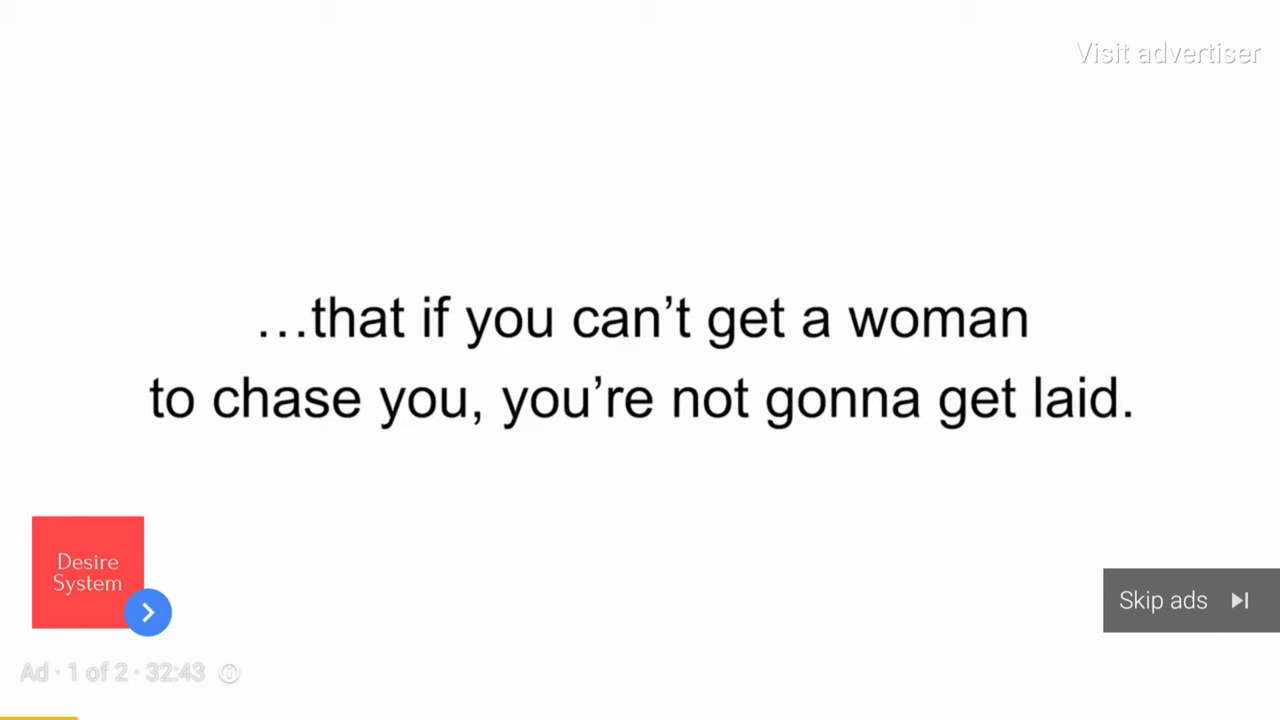 Visit advertiser
…that if you can’t get a woman
to chase you, you’re not gonna get laid.
Desire
System
Skip ads
Ad · 1 of 2 · 32:43